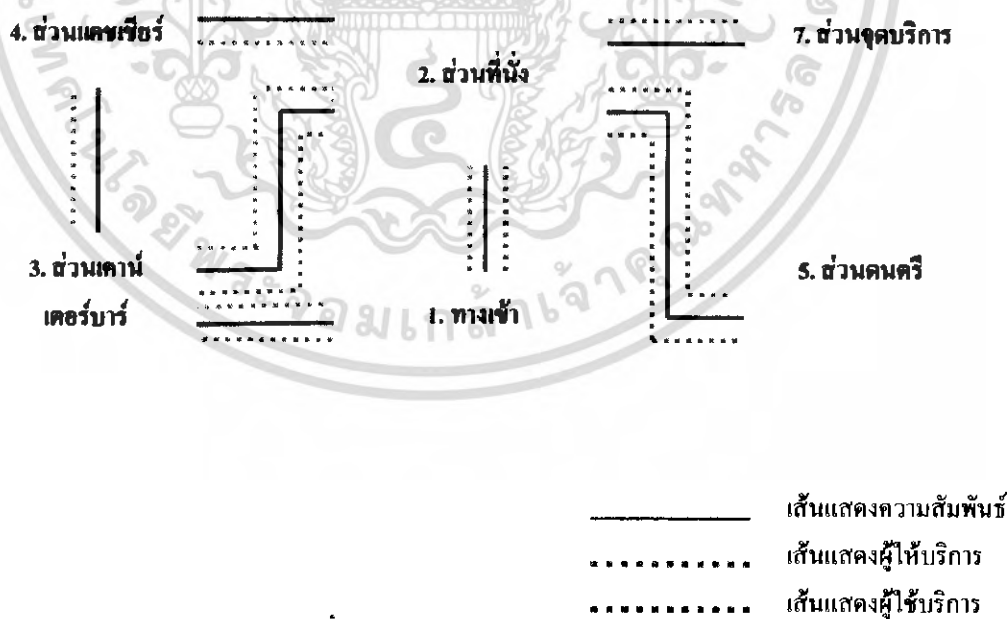 4. ส่วนแคชเชียร์
7. ส่วนจุดบริการ
2. ส่วนที่นั่ง
3. ส่วนเคาน์
เตอร์บาร์
1. ทางเข้า
5. ส่วนดนตรี
เส้นแสดงความสัมพันธ์
เส้นแสดงผู้ให้บริการ
เส้นแสดงผู้ใช้บริการ